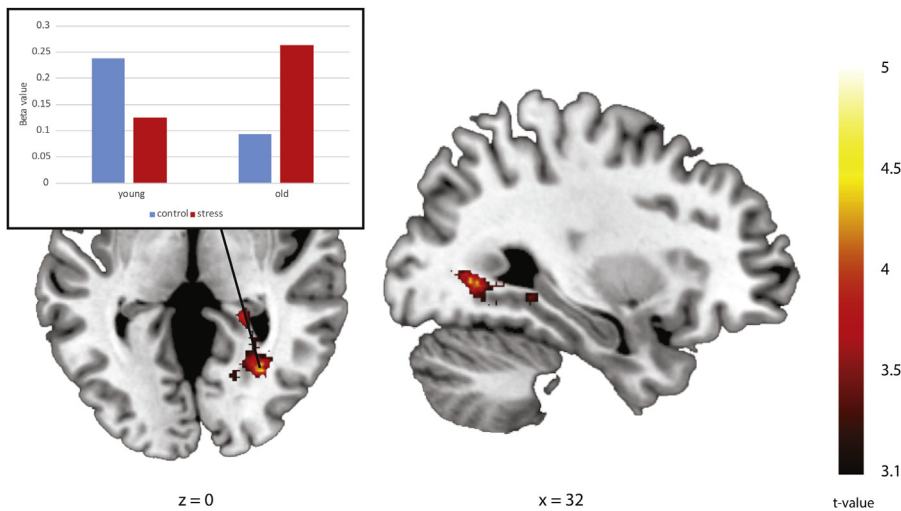 0.3
0.25
0.2
0.15
0.1
0.05
0
Beta value
young old
control stress
5
4.5
4
3.5
3.1
t-value
z = 0
x = 32